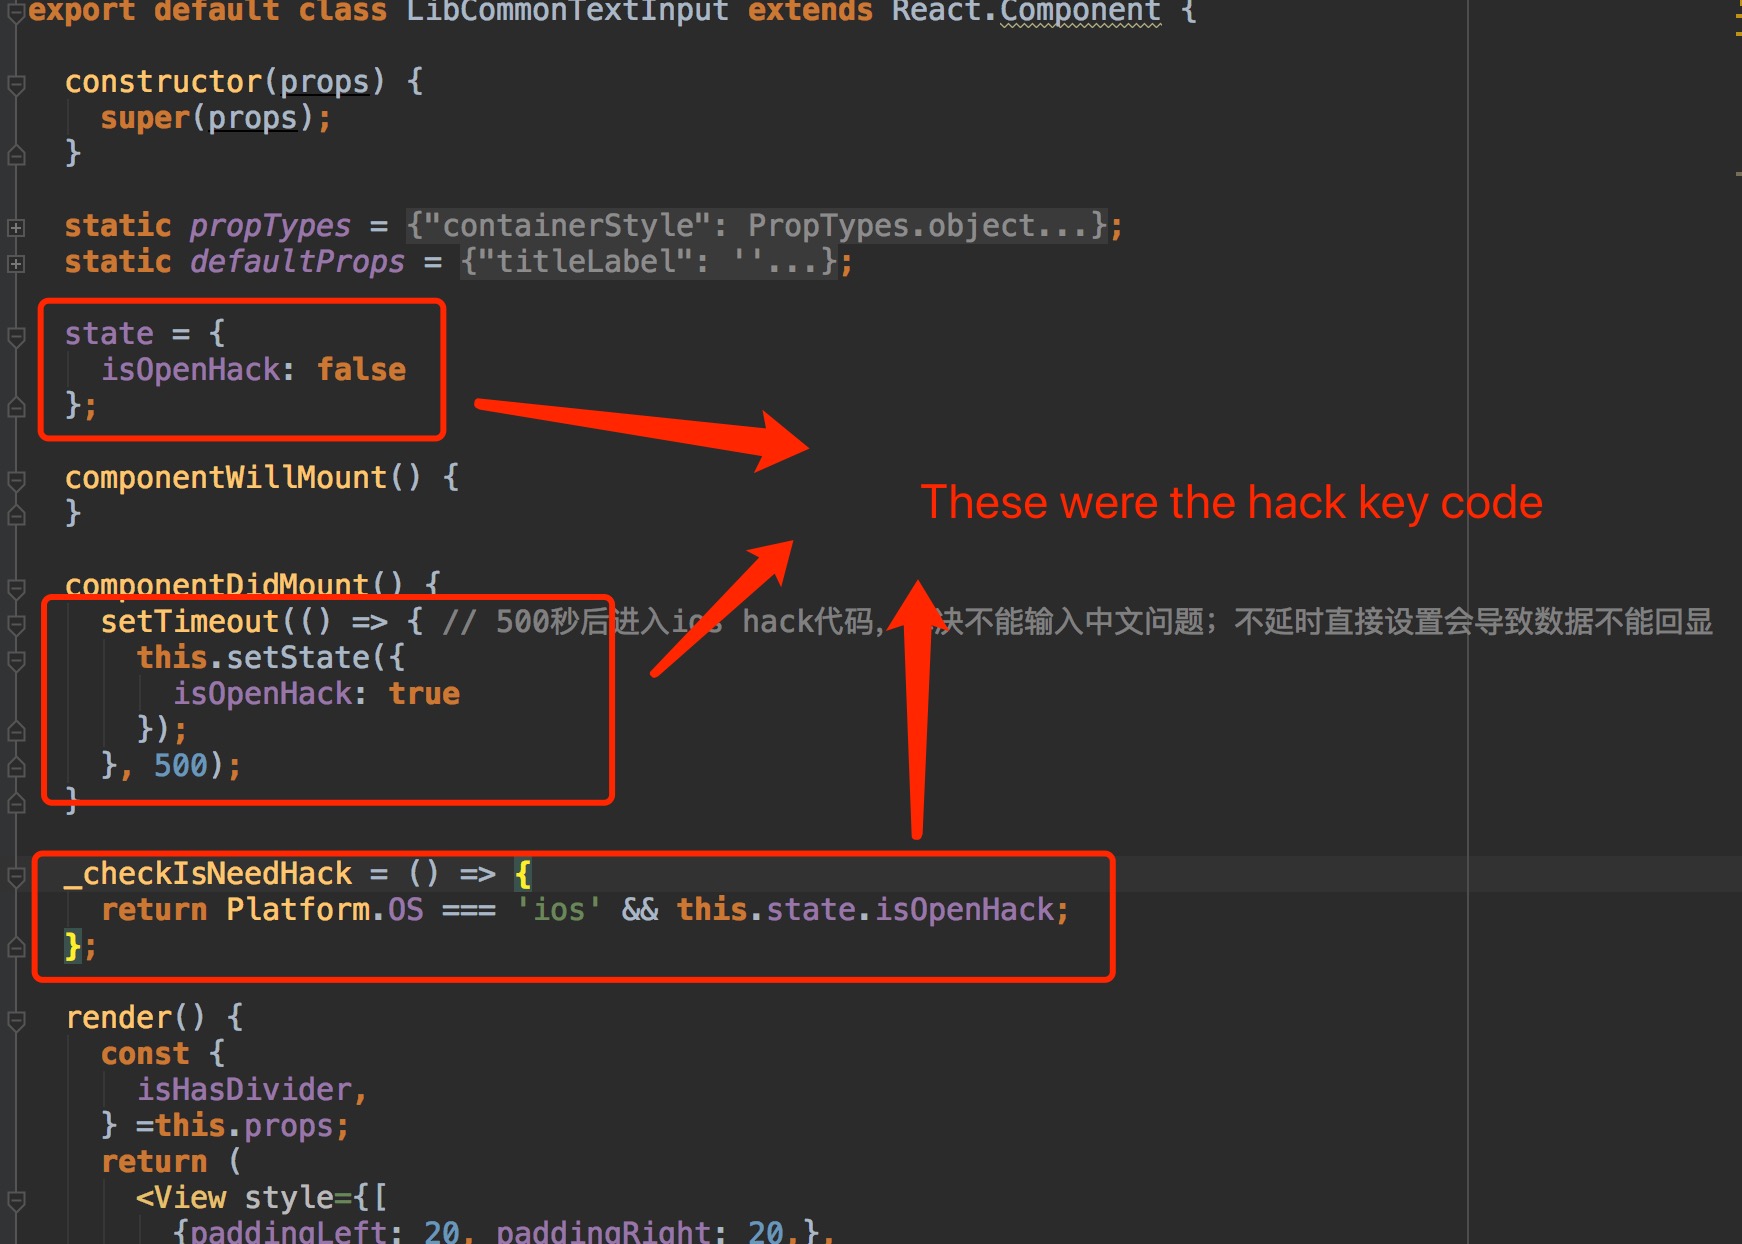 export default class LibCommonTextInput extends React.Component {
constructor(props) {
super(props);
}
static propTypes = {"containerStyle": PropTypes.object...};
static defaultProps = {"titleLabel": ''...};
state = {
isOpenHack: false
};
componentWillMount() {
}
These were the hack key code
componentDidMount() {
setTimeout(() => { // 500秒后进入ios hack代码, 决不能输入中文问题；不延时直接设置会导致数据不能回显
this.setState({
isOpenHack: true
});
}, 500);
}
_checkIsNeedHack = () => {
return Platform.OS === 'ios' && this.state.isOpenHack;
};
render() {
const {
isHasDivider,
} =this.props;
return (
<View style={[
{paddingLeft: 20, paddingRight: 20,},